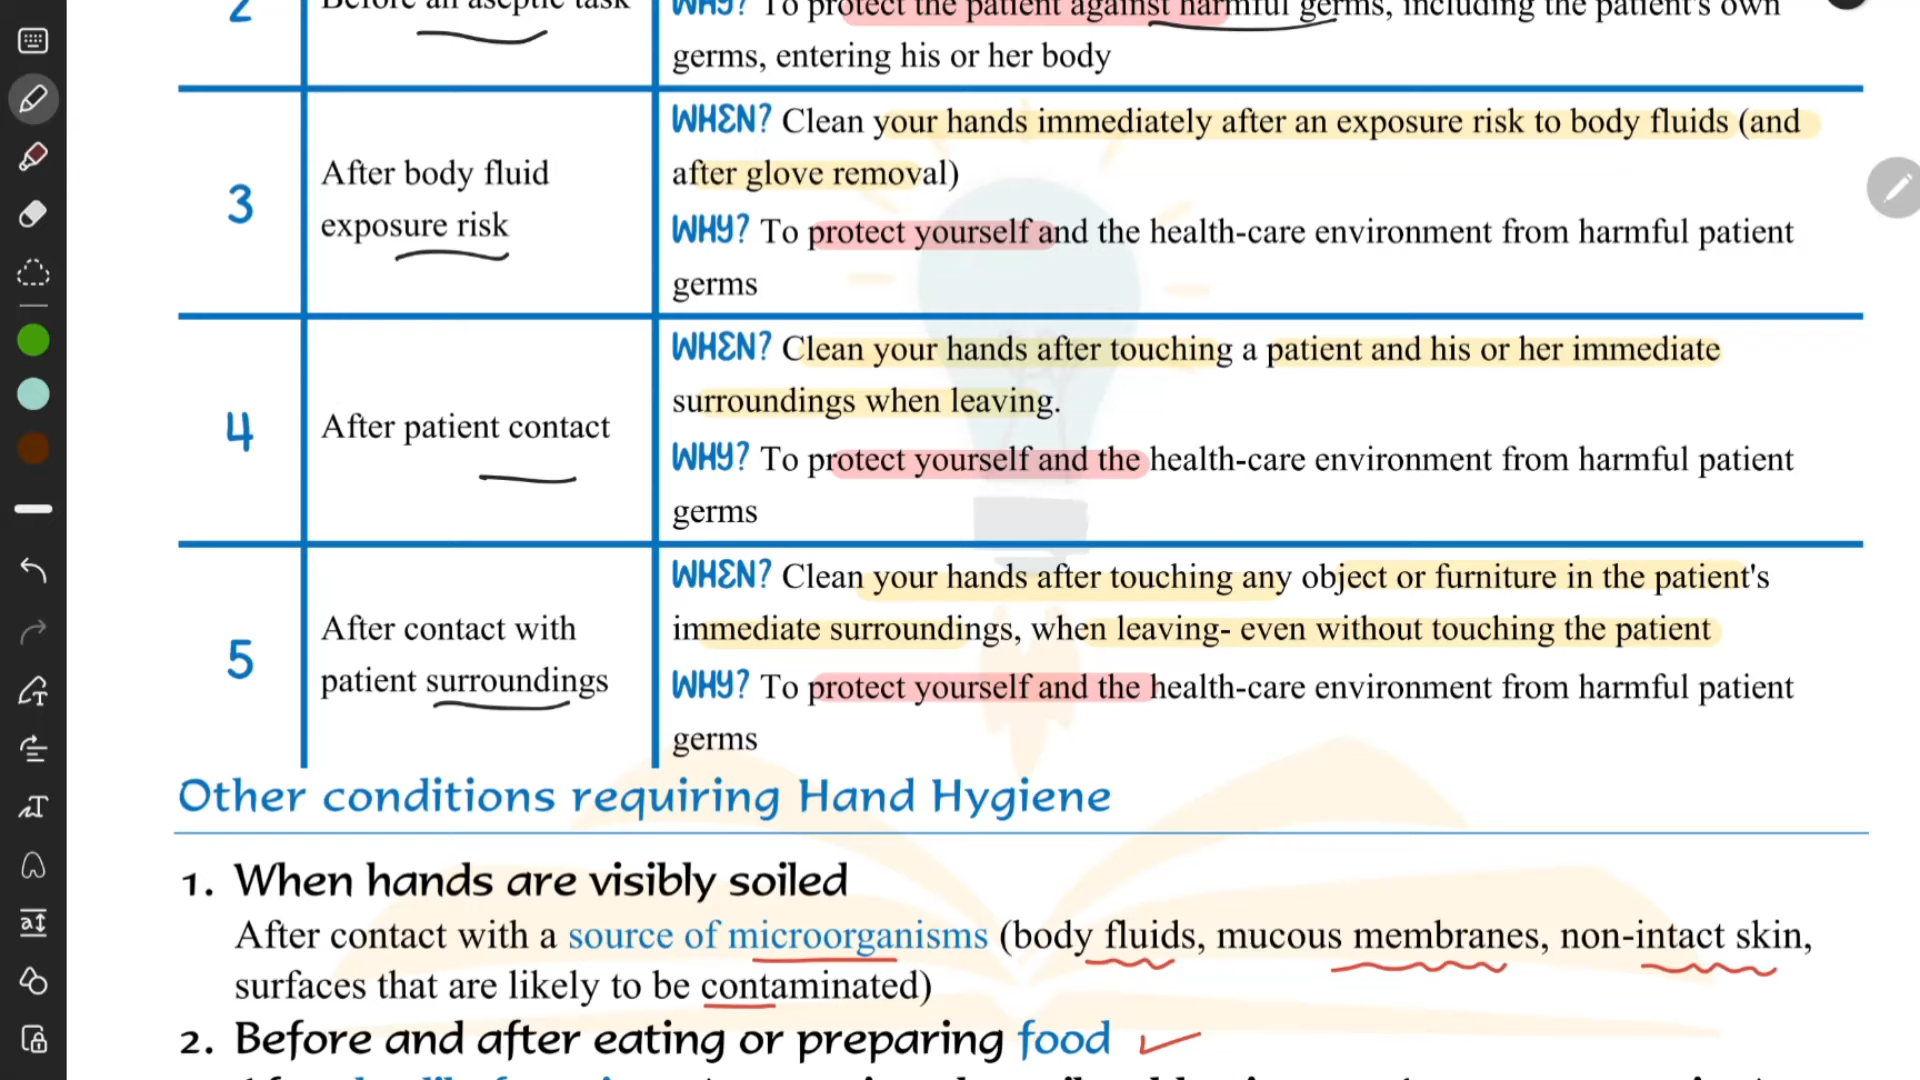 2
Before an aseptic task
WHY? To protect the patient against harmful germs, including the patient's own
germs, entering his or her body
3
After body fluid
exposure risk
WHEN? Clean your hands immediately after an exposure risk to body fluids (and
after glove removal)
WHY? To protect yourself and the health-care environment from harmful patient
germs
4
After patient contact
WHEN? Clean your hands after touching a patient and his or her immediate
surroundings when leaving.
WHY? To protect yourself and the health-care environment from harmful patient
germs
5
After contact with
patient surroundings
WHEN? Clean your hands after touching any object or furniture in the patient's
immediate surroundings, when leaving- even without touching the patient
WHY? To protect yourself and the health-care environment from harmful patient
germs
Other conditions requiring Hand Hygiene
1. When hands are visibly soiled
After contact with a source of microorganisms (body fluids, mucous membranes, non-intact skin,
surfaces that are likely to be contaminated)
2. Before and after eating or preparing food